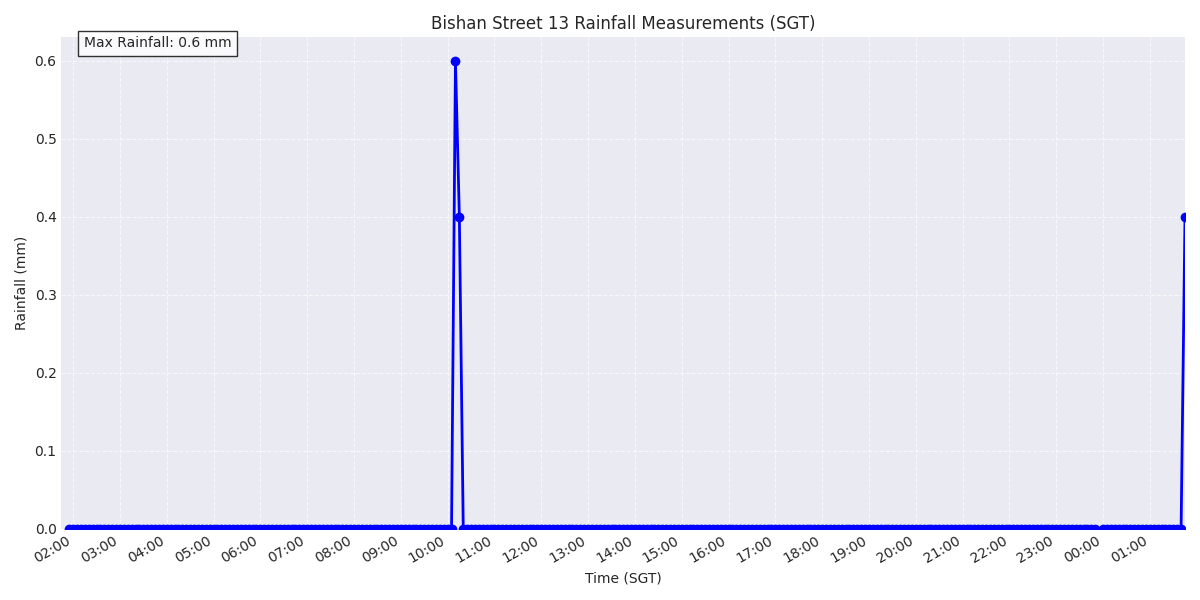 Bishan Street 13 Rainfall Measurements (SGT)
Max Rainfall: 0.6 mm
0.6
0.5
0.4
0.3
0.2
0.1
0.0
Rainfall (mm)
02:00 03:00 04:00 05:00 06:00 07:00 08:00 09:00 10:00 11:00 12:00 13:00 14:00 15:00 16:00 17:00 18:00 19:00 20:00 21:00 22:00 23:00 00:00 01:00
Time (SGT)